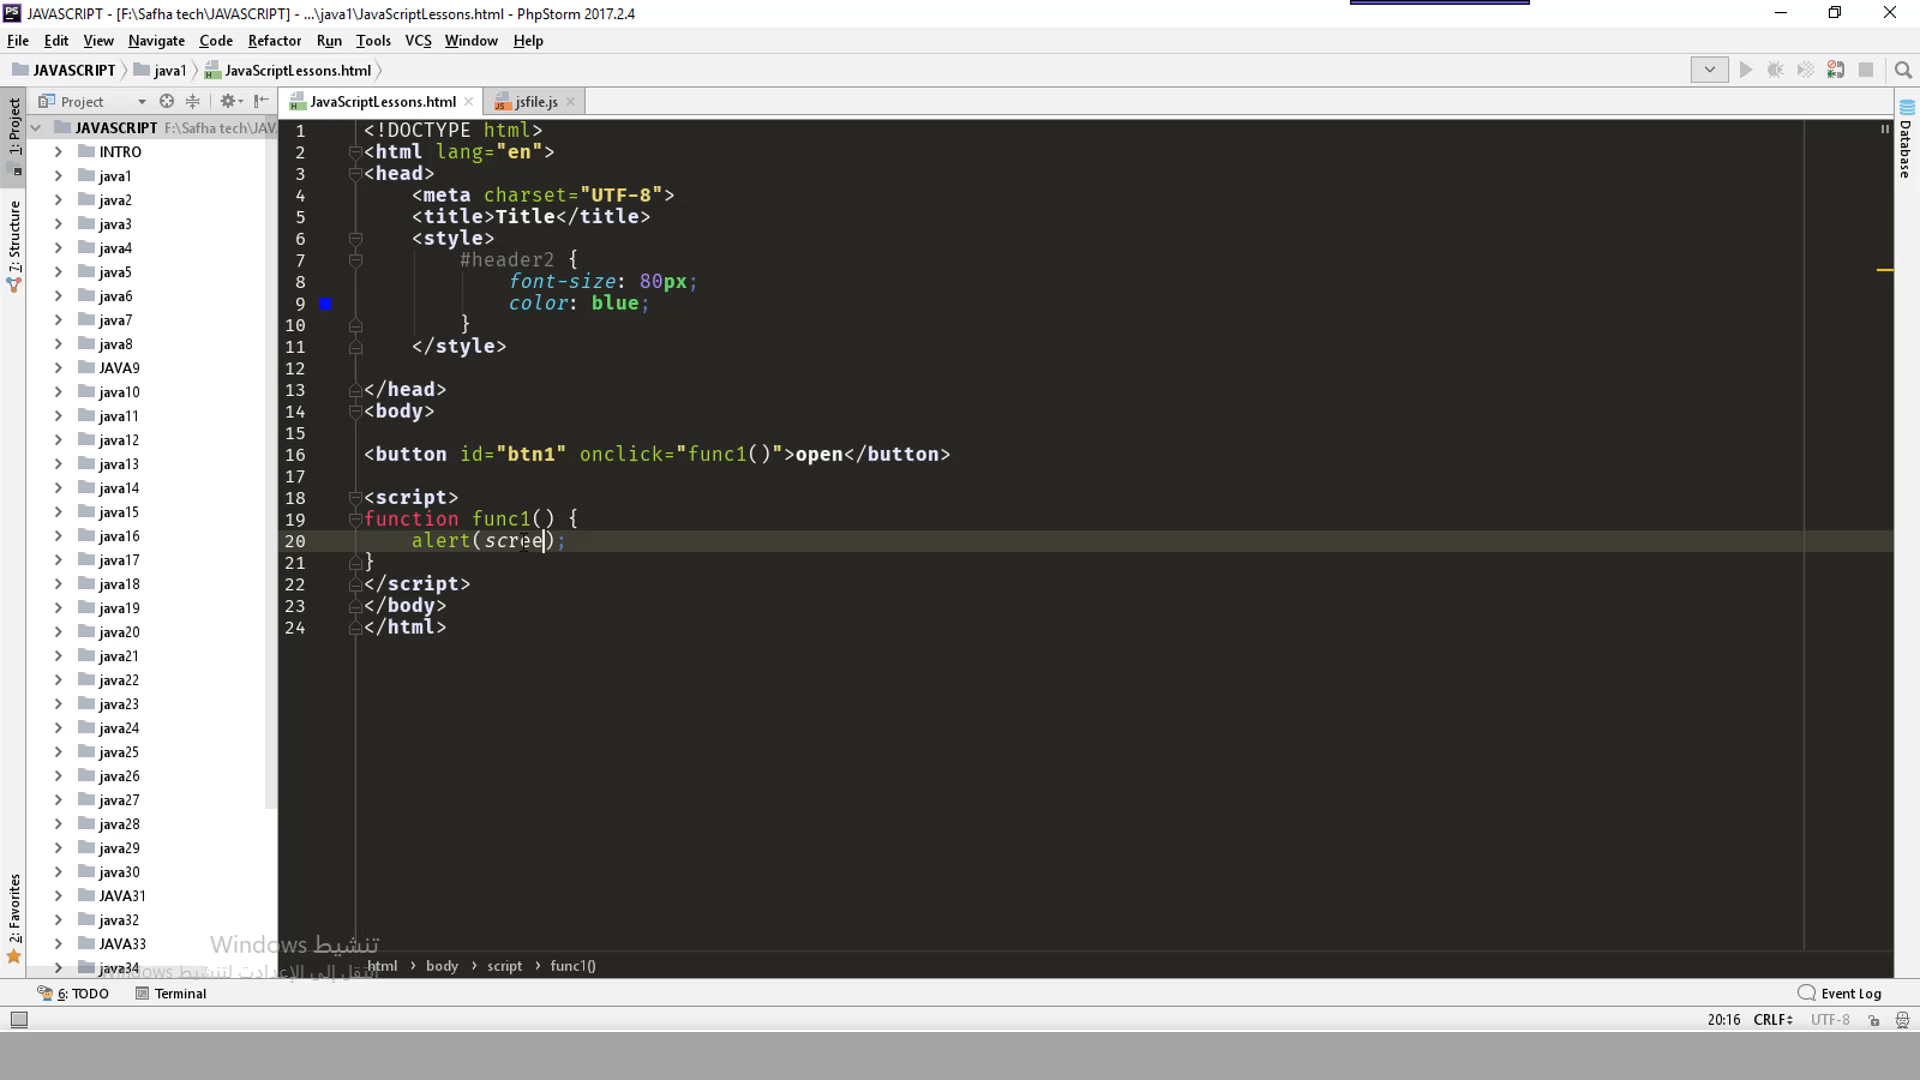 JAVASCRIPT - [F:\Safha tech\JAVASCRIPT] - ...\java1\JavaScriptLessons.html - PhpStorm 2017.2.4
File Edit View Navigate Code Refactor Run Tools VCS Window Help
JAVASCRIPT java1 JavaScriptLessons.html
Project
JavaScriptLessons.html jsfile.js
1: Project
7: Structure
2: Favorites
Database
JAVASCRIPT F:\Safha tech\JAV
INTRO
java1
java2
java3
java4
java5
java6
java7
java8
JAVA9
java10
java11
java12
java13
java14
java15
java16
java17
java18
java19
java20
java21
java22
java23
java24
java25
java26
java27
java28
java29
java30
JAVA31
java32
JAVA33
java34
1 <!DOCTYPE html>
2 <html lang="en">
3 <head>
4 <meta charset="UTF-8">
5 <title>Title</title>
6 <style>
7 #header2 {
8 font-size: 80px;
9 color: blue;
10 }
11 </style>
12
13 </head>
14 <body>
15
16 <button id="btn1" onclick="func1()">open</button>
17
18 <script>
19 function func1() {
20 alert(scree);
21 }
22 </script>
23 </body>
24 </html>
تنشيط Windows
انتقل إلى الإعدادت لتنشيط Windows
html body script func1()
6: TODO Terminal Event Log
20:16 CRLF UTF-8